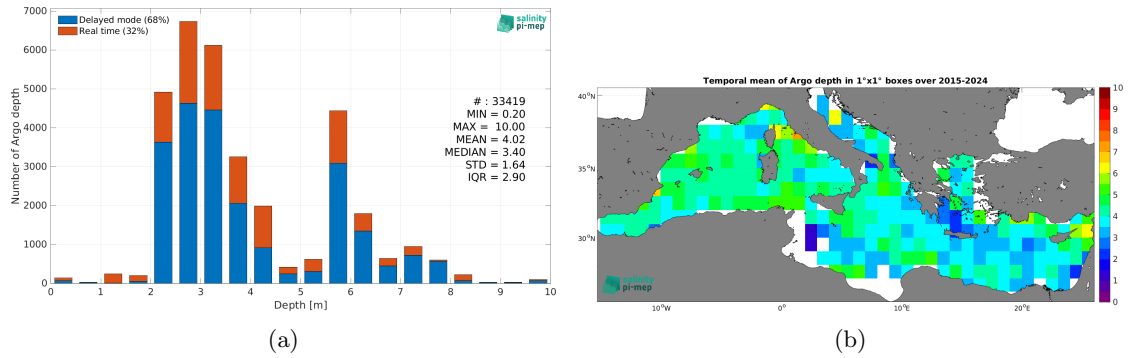 7000
6000
5000
4000
3000
2000
1000
0
Number of Argo depth
Delayed mode (68%)
Real time (32%)
salinity
pi-mep
# : 33419
MIN = 0.20
MAX = 10.00
MEAN = 4.02
MEDIAN = 3.40
STD = 1.64
IQR = 2.90
0 1 2 3 4 5 6 7 8 9 10
Depth [m]
(a)
Temporal mean of Argo depth in 1°x1° boxes over 2015-2024
40°N
35°N
30°N
salinity
pi-mep
10°W 0° 10°E 20°E
10
9
8
7
6
5
4
3
2
1
0
(b)